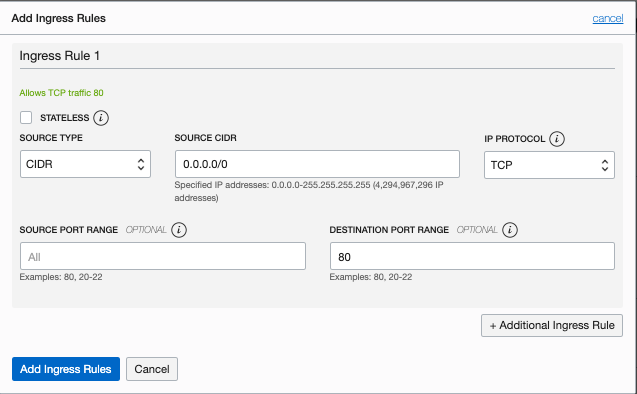 Add Ingress Rules cancel
Ingress Rule 1
Allows TCP traffic 80
STATELESS i
SOURCE TYPE SOURCE CIDR IP PROTOCOL i
CIDR 0.0.0.0/0 TCP
Specified IP addresses: 0.0.0.0-255.255.255.255 (4,294,967,296 IP
addresses)
SOURCE PORT RANGE OPTIONAL i DESTINATION PORT RANGE OPTIONAL i
All 80
Examples: 80, 20-22 Examples: 80, 20-22
+ Additional Ingress Rule
Add Ingress Rules Cancel